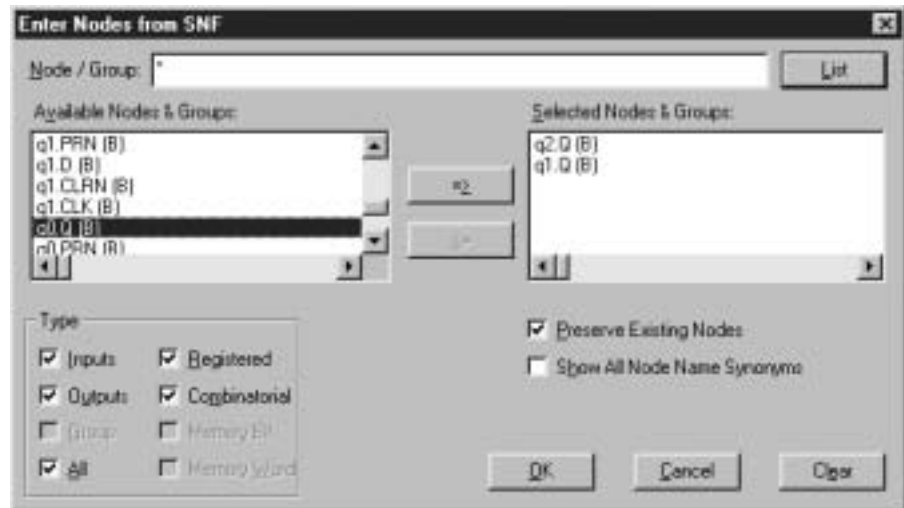 Enter Nodes from SNF
Node / Group: *
List
Available Nodes & Groups:
q1.PRN (B)
q1.D (B)
q1.CLRN (B)
q1.CLK (B)
q0.Q (B)
q0.PRN (B)
=>
Selected Nodes & Groups:
q2.Q (B)
q1.Q (B)
Type
Inputs
Registered
Outputs
Combinatorial
Group
Memory Bit
All
Memory Word
Preserve Existing Nodes
Show All Node Name Synonyms
OK
Cancel
Clear